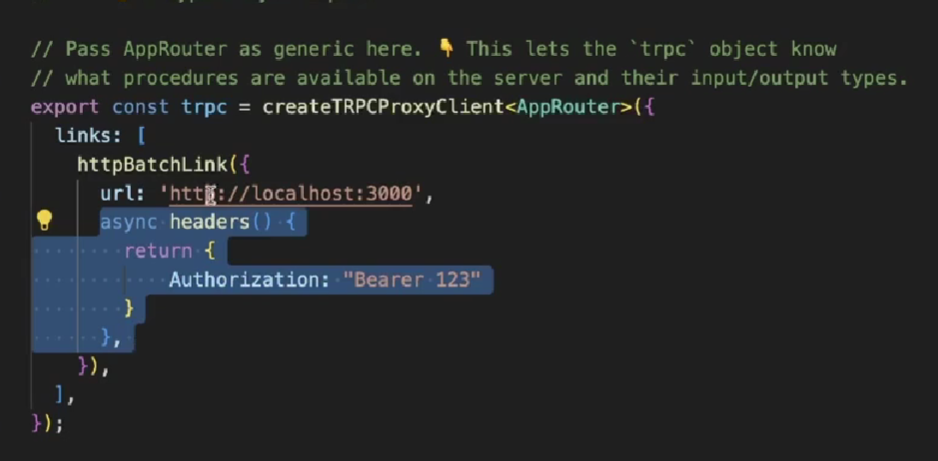 // Pass AppRouter as generic here. 👇 This lets the `trpc` object know
// what procedures are available on the server and their input/output types.
export const trpc = createTRPCProxyClient<AppRouter>({
links: [
httpBatchLink({
url: 'http://localhost:3000',
async headers() {
return {
Authorization: "Bearer 123"
}
},
}),
],
});